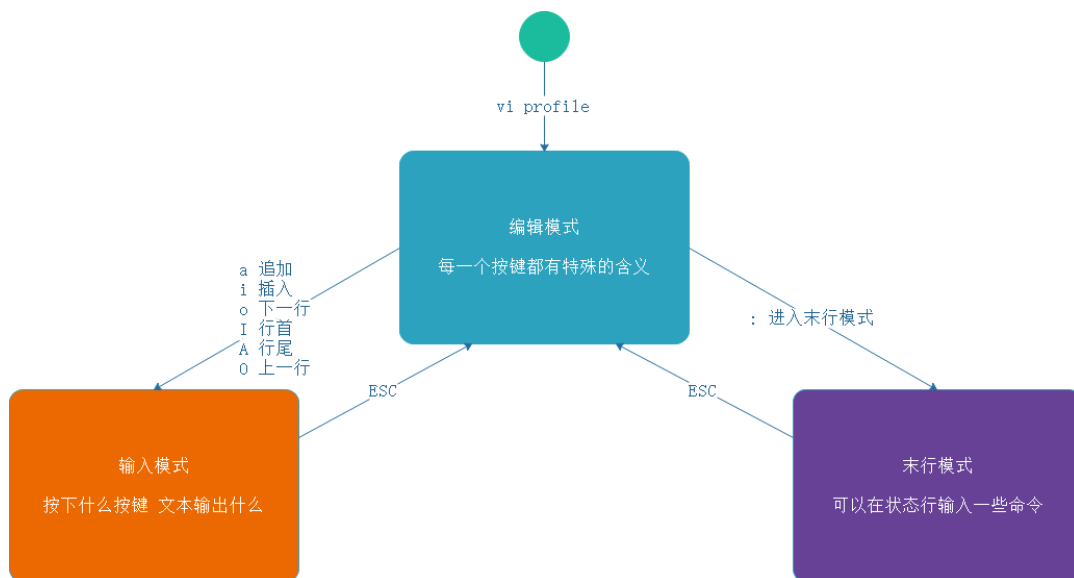 vi profile
编辑模式
每一个按键都有特殊的含义
a 追加
i 插入
o 下一行
I 行首
A 行尾
O 上一行
: 进入末行模式
ESC
ESC
输入模式
按下什么按键 文本输出什么
末行模式
可以在状态行输入一些命令